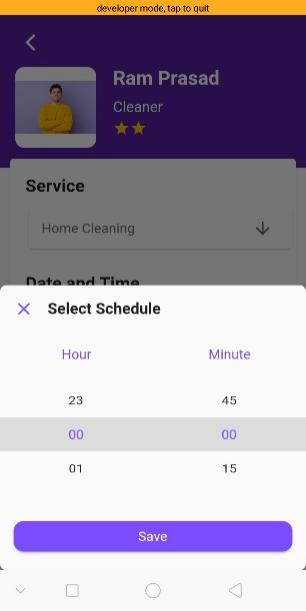 developer mode, tap to quit
Ram Prasad
Cleaner
Service
Home Cleaning
Date and Time
Select Schedule
Hour Minute
23 45
00 00
01 15
Save